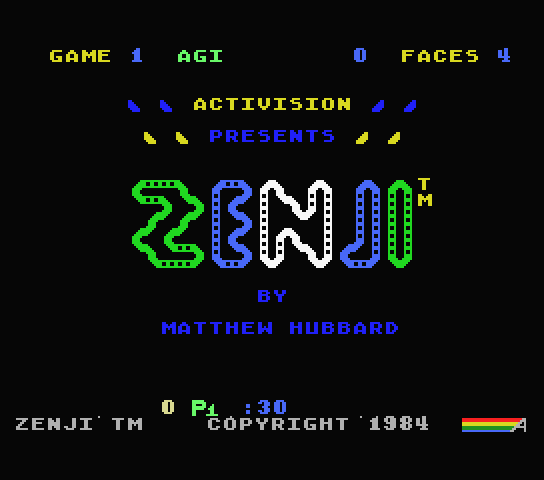 GAME 1 AGI 0 FACES 4
ACTIVISION
PRESENTS
ZENJI TM
BY
MATTHEW HUBBARD
0 P1 :30
ZENJI TM COPYRIGHT 1984